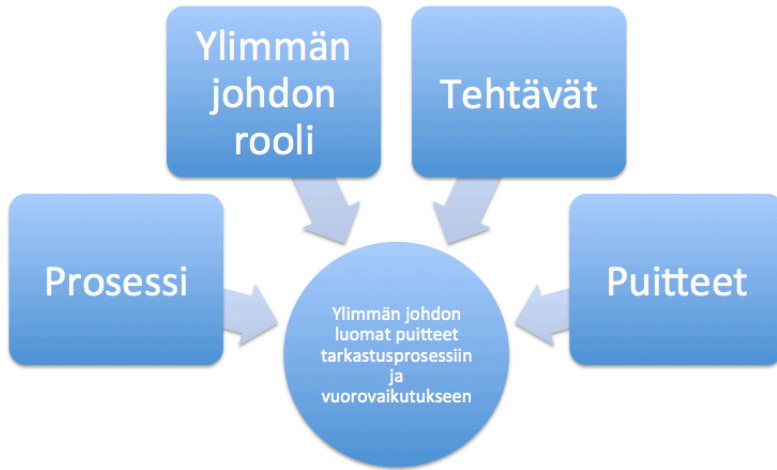 Ylimmän
johdon
rooli
Tehtävät
Prosessi
Puitteet
Ylimmän johdon
luomat puitteet
tarkastusprosessiin
ja
vuorovaikutukseen